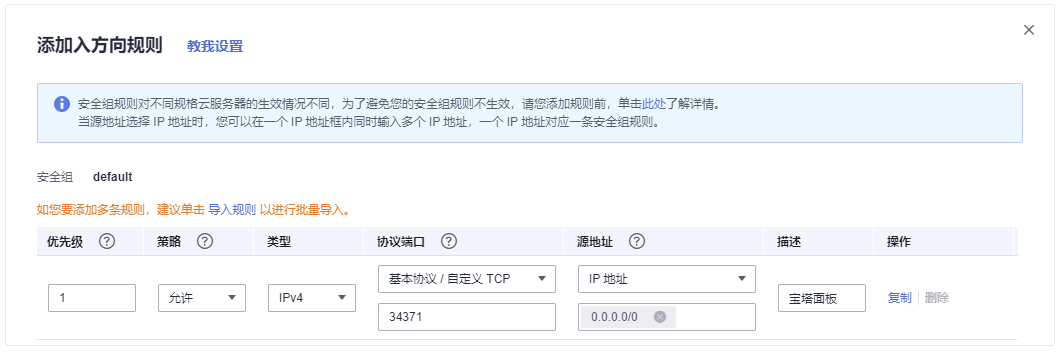 添加入方向规则 教我设置
安全组规则对不同规格云服务器的生效情况不同，为了避免您的安全组规则不生效，请您添加规则前，单击此处了解详情。
当源地址选择 IP 地址时，您可以在一个 IP 地址框内同时输入多个 IP 地址，一个 IP 地址对应一条安全组规则。
安全组 default
如您要添加多条规则，建议单击 导入规则 以进行批量导入。
优先级 策略 类型 协议端口 源地址 描述 操作
1 允许 IPv4 基本协议 / 自定义 TCP IP 地址 宝塔面板 复制 删除
34371 0.0.0.0/0